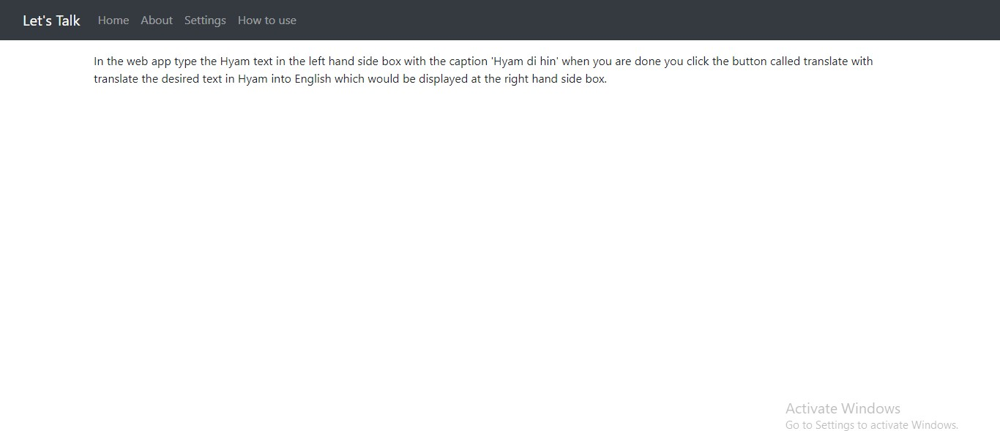 Let's Talk Home About Settings How to use
In the web app type the Hyam text in the left hand side box with the caption 'Hyam di hin' when you are done you click the button called translate with
translate the desired text in Hyam into English which would be displayed at the right hand side box.
Activate Windows
Go to Settings to activate Windows.